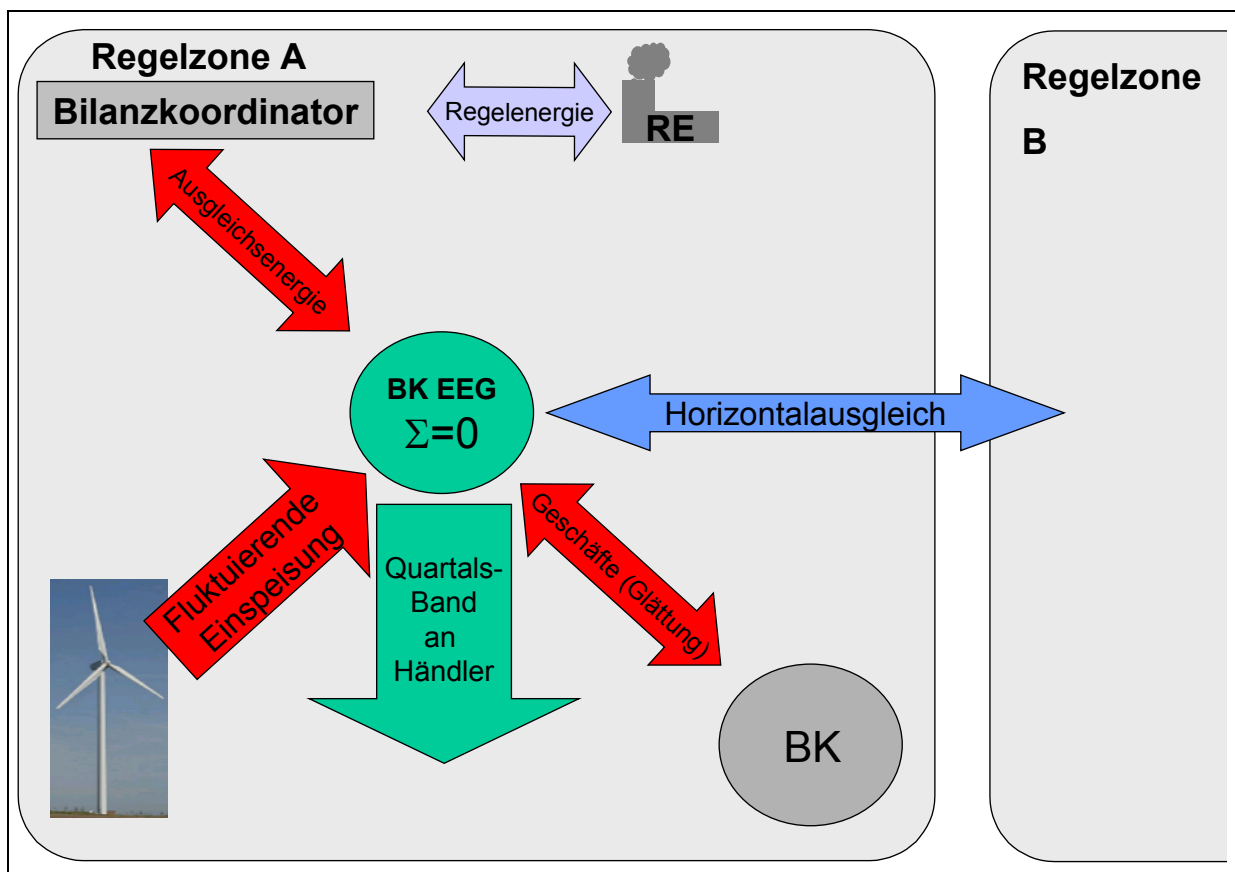 Regelzone A
Bilanzkoordinator
Regelenergie
RE
Regelzone
B
Ausgleichsenergie
BK EEG
Σ=0
Horizontalausgleich
Fluktuierende
Einspeisung
Quartals-
Band
an
Händler
Geschäfte (Glättung)
BK